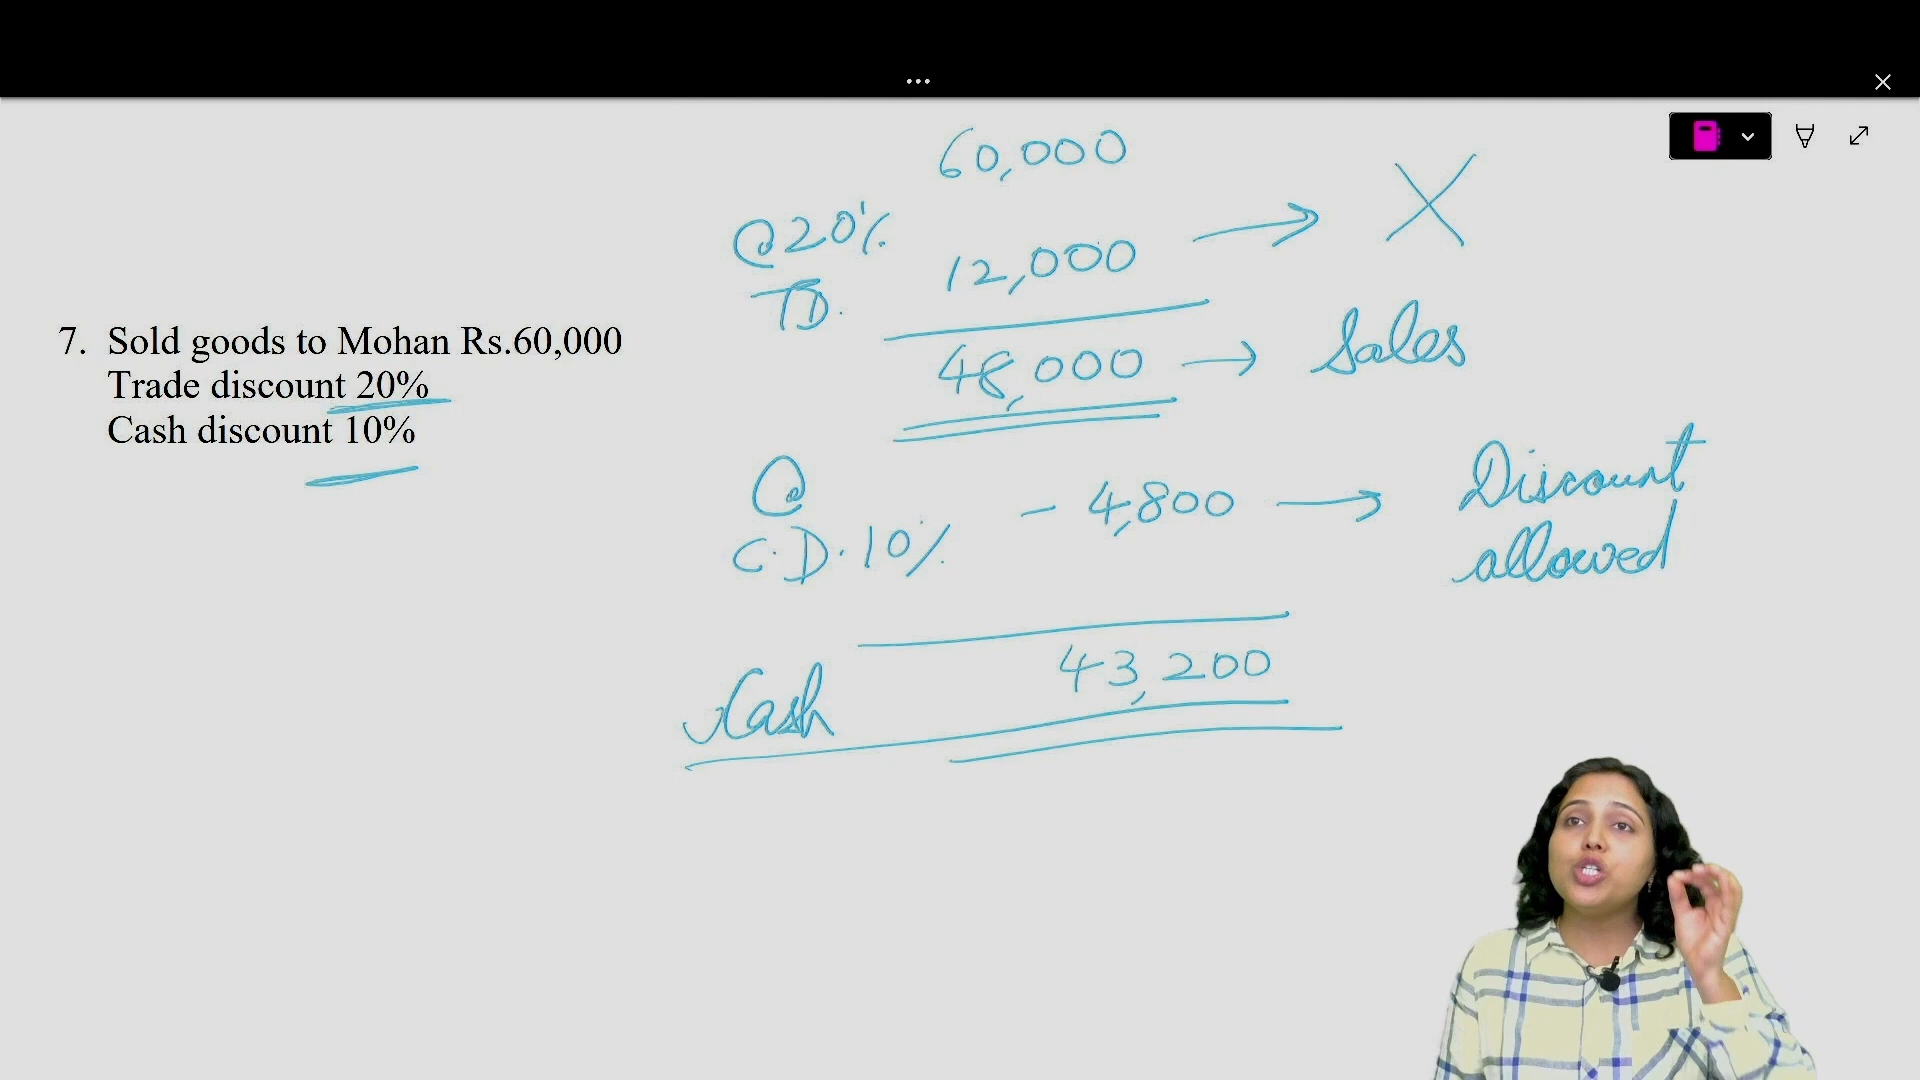 7. Sold goods to Mohan Rs.60,000
Trade discount 20%
Cash discount 10%
60,000
@20%
T.D.
12,000 → X
48,000 → Sales
@
C.D. 10%
- 4,800 → Discount
allowed
Cash 43,200